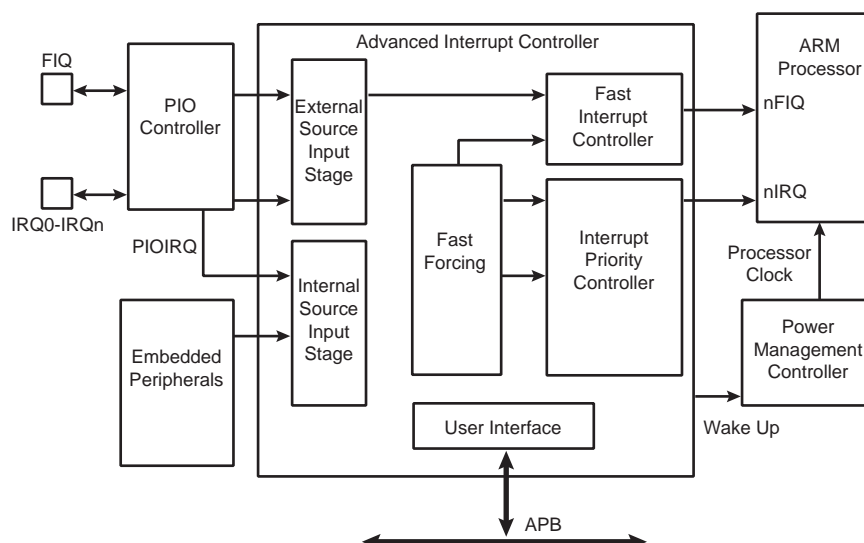 Advanced Interrupt Controller
ARM
Processor
FIQ
PIO
Controller
External
Source
Input
Stage
Fast
Interrupt
Controller
nFIQ
IRQ0-IRQn
PIOIRQ
Fast
Forcing
Interrupt
Priority
Controller
nIRQ
Internal
Source
Input
Stage
Processor
Clock
Embedded
Peripherals
Power
Management
Controller
User Interface
Wake Up
APB